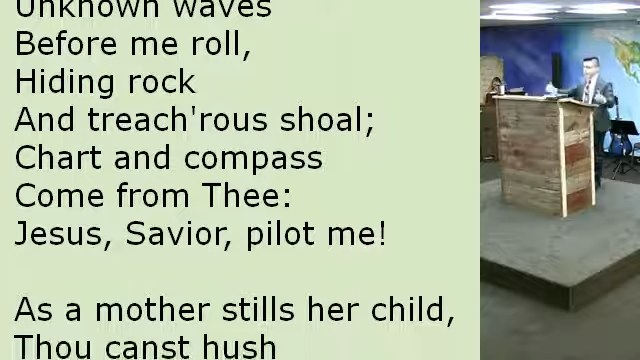 Unknown waves
Before me roll,
Hiding rock
And treach'rous shoal;
Chart and compass
Come from Thee:
Jesus, Savior, pilot me!
As a mother stills her child,
Thou canst hush